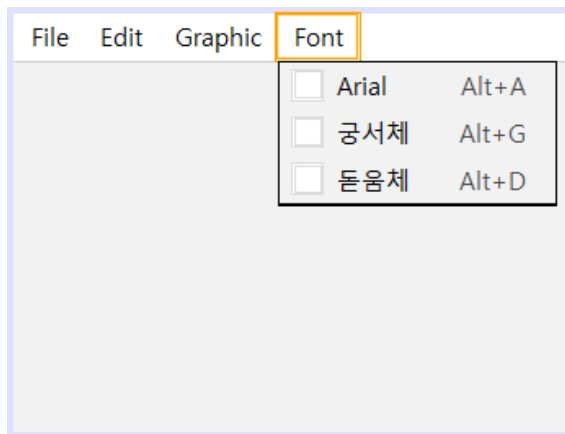 File Edit Graphic Font
Arial Alt+A
궁서체 Alt+G
돋움체 Alt+D